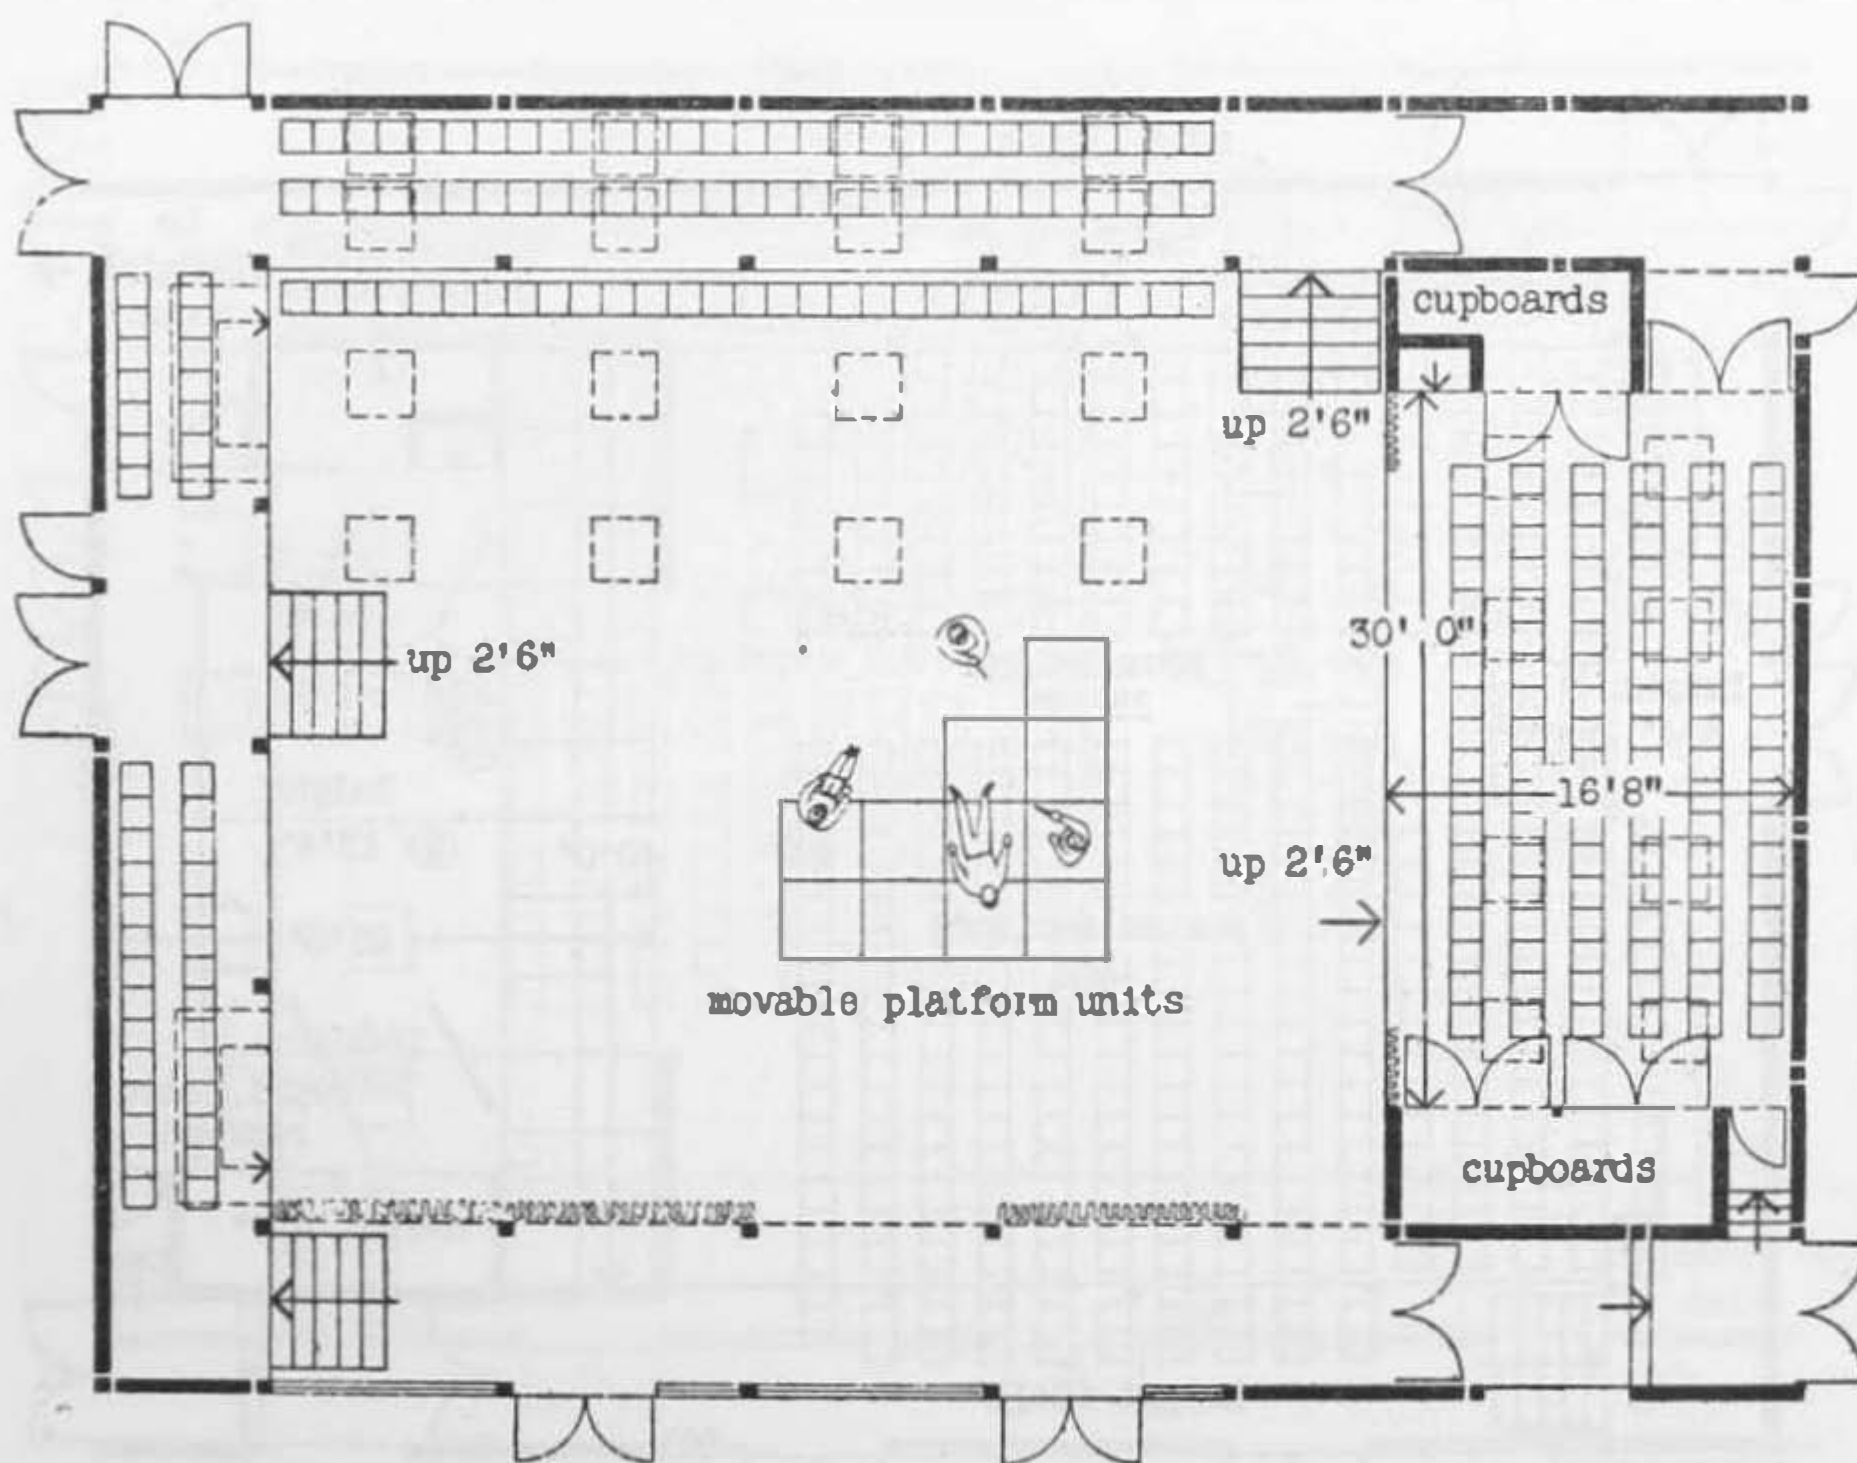 cupboards
up 2'6"
30' 0"
up 2'6"
16'8"
up 2'6"
movable platform units
cupboards